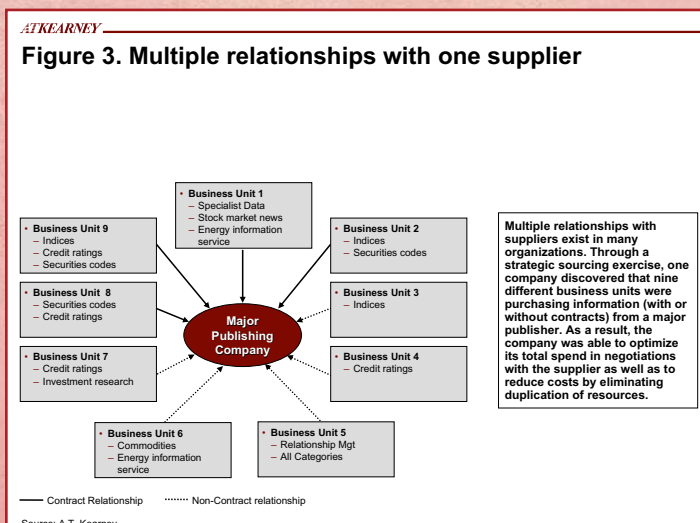 ATKEARNEY
Figure 3. Multiple relationships with one supplier
• Business Unit 1
– Specialist Data
– Stock market news
– Energy information
service
• Business Unit 9
– Indices
– Credit ratings
– Securities codes
• Business Unit 2
– Indices
– Securities codes
• Business Unit 8
– Securities codes
– Credit ratings
• Business Unit 3
– Indices
Major
Publishing
Company
• Business Unit 7
– Credit ratings
– Investment research
• Business Unit 4
– Credit ratings
• Business Unit 6
– Commodities
– Energy information
service
• Business Unit 5
– Relationship Mgt
– All Categories
Multiple relationships with
suppliers exist in many
organizations. Through a
strategic sourcing exercise, one
company discovered that nine
different business units were
purchasing information (with or
without contracts) from a major
publisher. As a result, the
company was able to optimize
its total spend in negotiations
with the supplier as well as to
reduce costs by eliminating
duplication of resources.
Contract Relationship
Non-Contract relationship
Source: A.T. Kearney